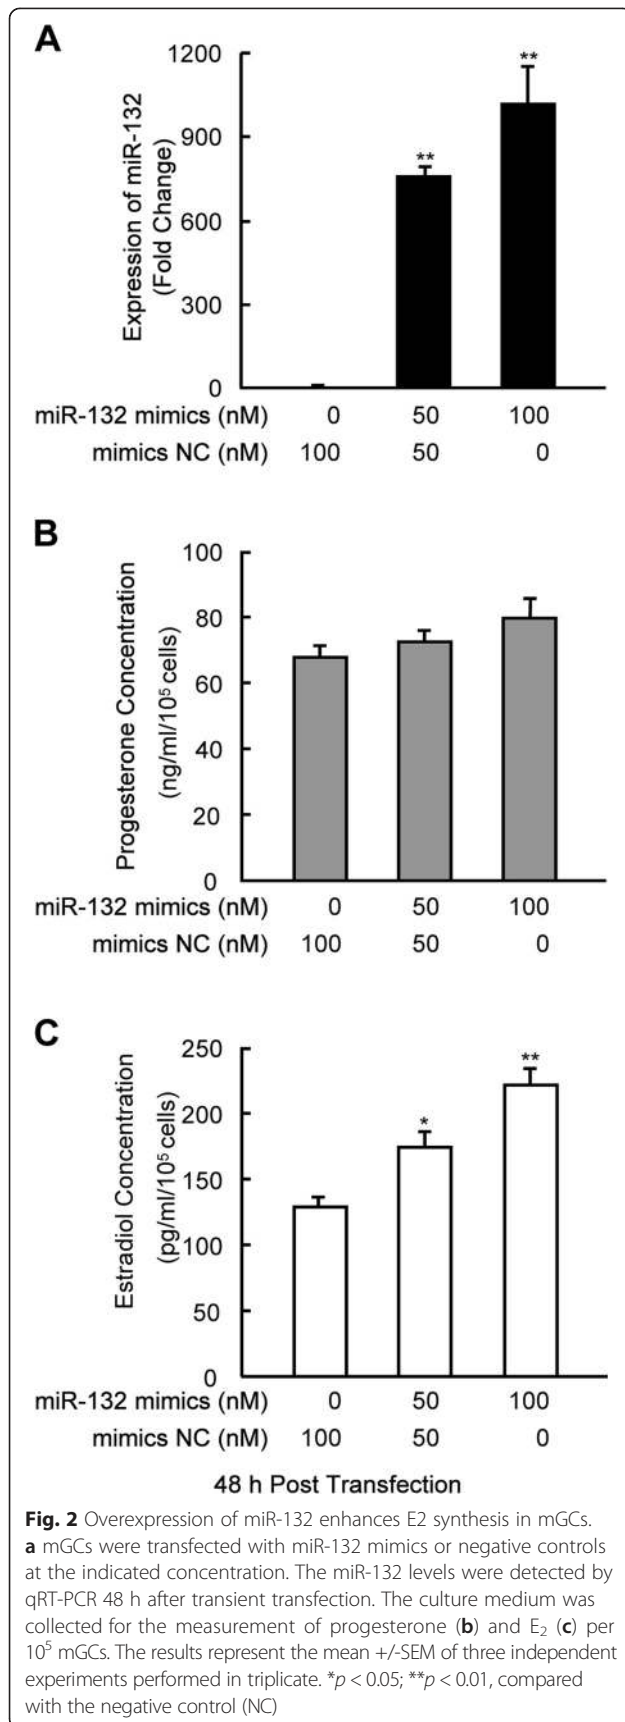 A
Expression of miR-132
(Fold Change)
1200
900
600
300
0
**
**
miR-132 mimics (nM) 0 50 100
mimics NC (nM) 100 50 0
B
Progesterone Concentration
(ng/ml/10⁵ cells)
100
80
60
40
20
0
miR-132 mimics (nM) 0 50 100
mimics NC (nM) 100 50 0
C
Estradiol Concentration
(pg/ml/10⁵ cells)
250
200
150
100
50
0
*
**
miR-132 mimics (nM) 0 50 100
mimics NC (nM) 100 50 0
48 h Post Transfection
Fig. 2 Overexpression of miR-132 enhances E2 synthesis in mGCs.
a mGCs were transfected with miR-132 mimics or negative controls
at the indicated concentration. The miR-132 levels were detected by
qRT-PCR 48 h after transient transfection. The culture medium was
collected for the measurement of progesterone (b) and E₂ (c) per
10⁵ mGCs. The results represent the mean +/-SEM of three independent
experiments performed in triplicate. *p < 0.05; **p < 0.01, compared
with the negative control (NC)